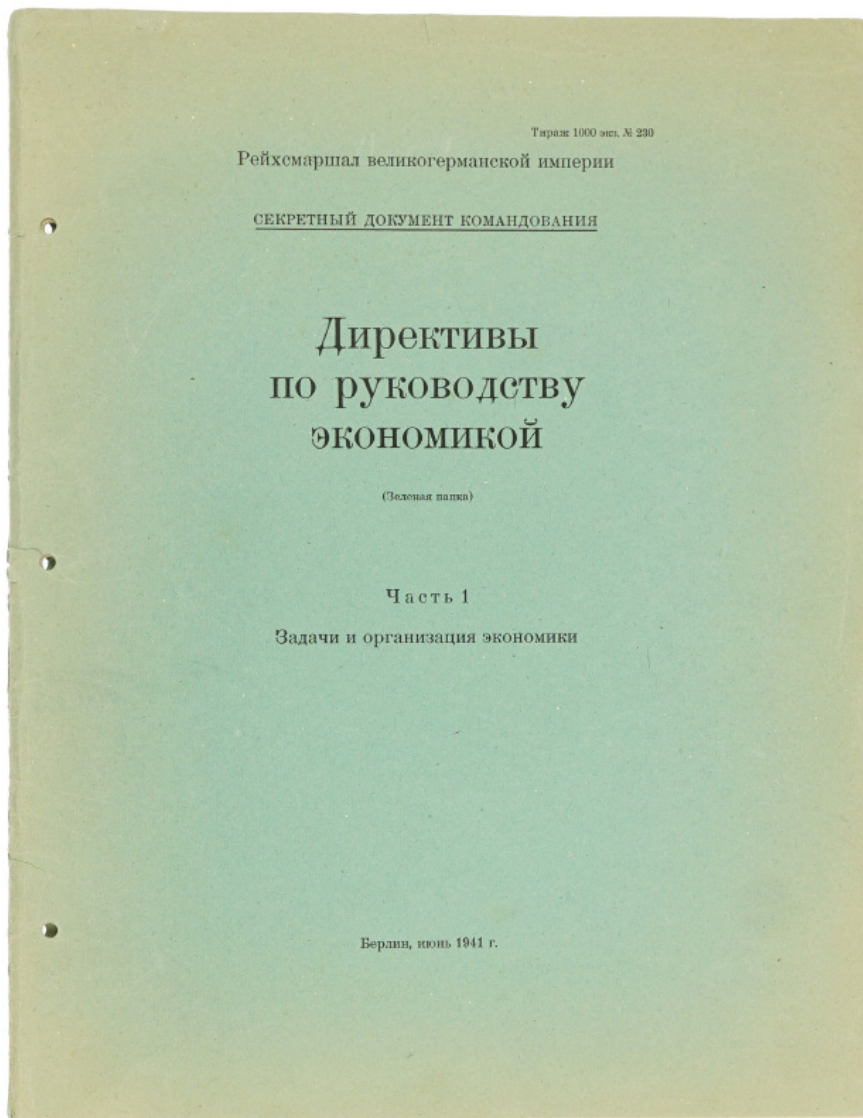 Тираж 1000 экз. № 230
Рейхсмаршал великогерманской империи
СЕКРЕТНЫЙ ДОКУМЕНТ КОМАНДОВАНИЯ
Директивы
по руководству
экономикой
(Зеленая папка)
Часть 1
Задачи и организация экономики
Берлин, июнь 1941 г.